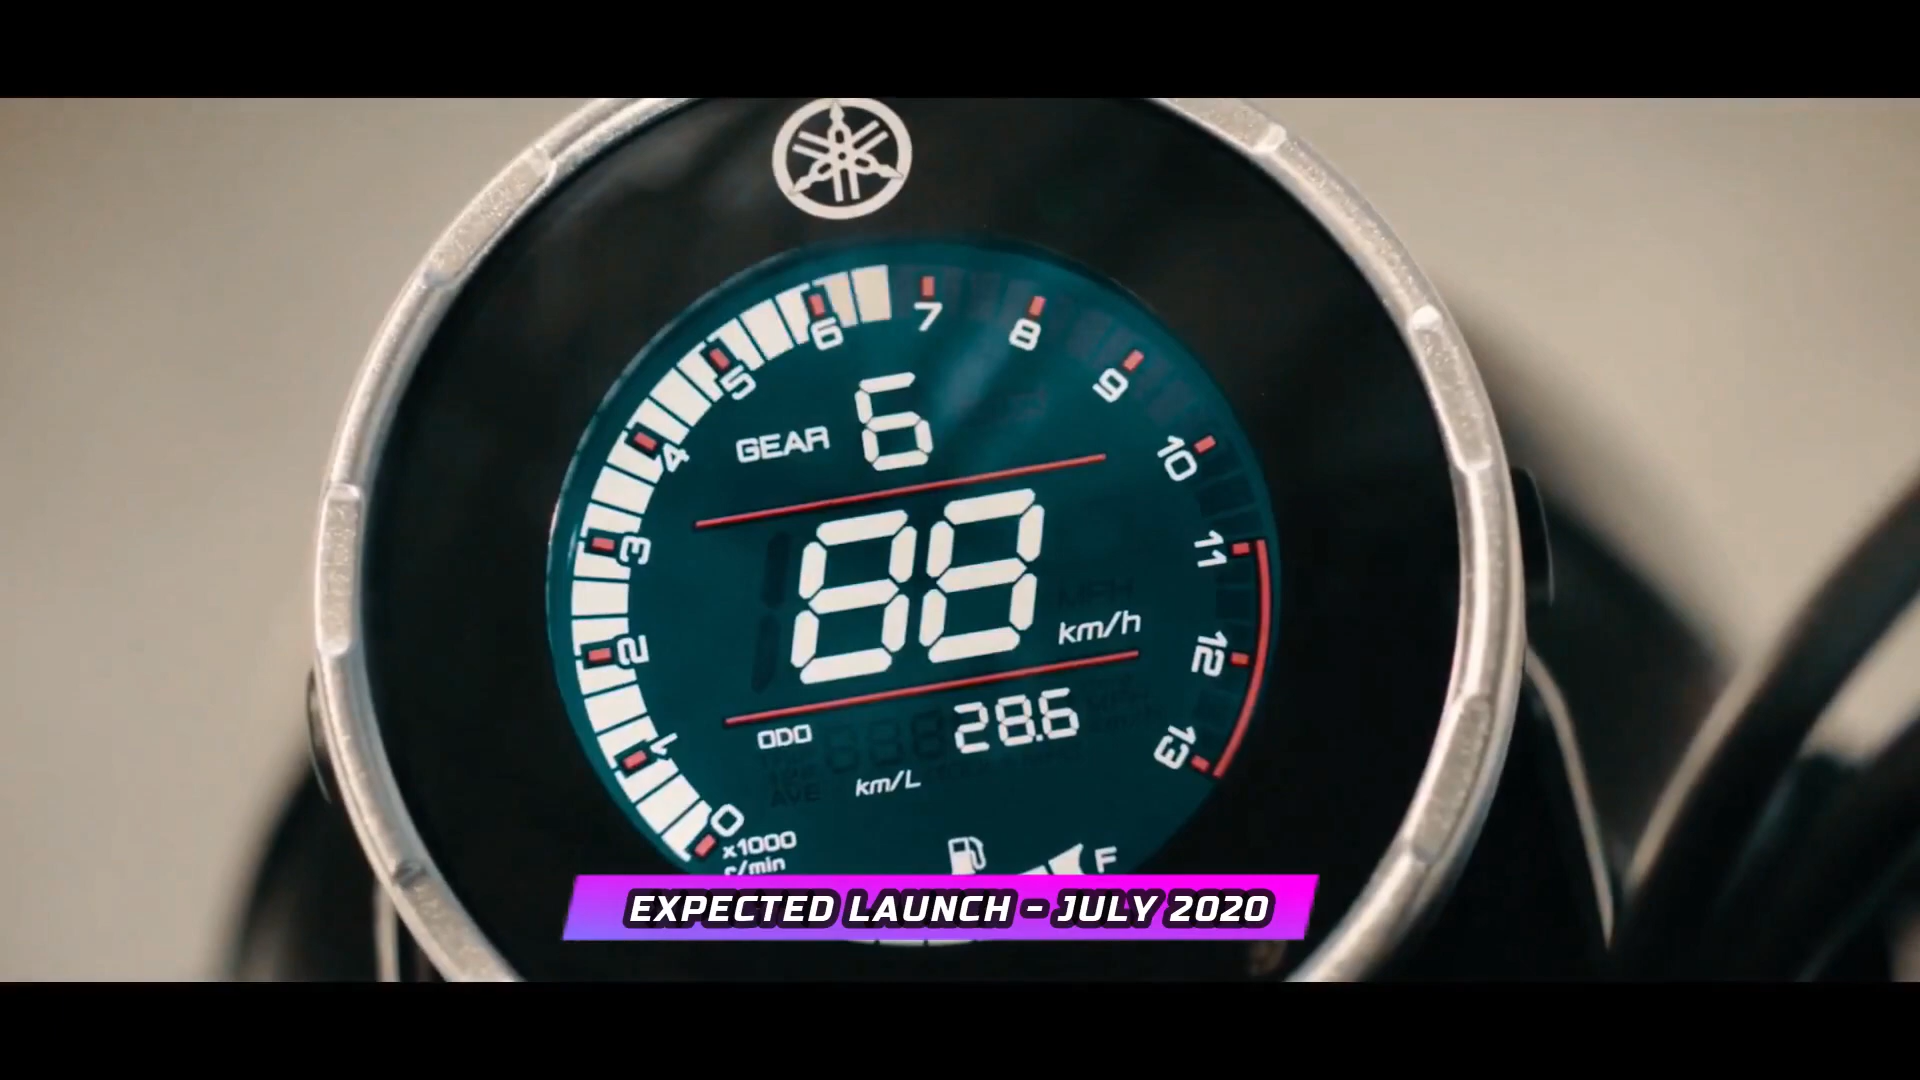 7
6 8
5 9
GEAR 6
4 10
3 11
88 km/h
2 12
ODO 28.6
1 13
km/L
0
x1000
r/min
F
EXPECTED LAUNCH - JULY 2020